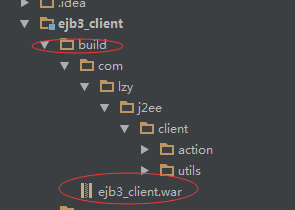 .idea
ejb3_client
build
com
lzy
j2ee
client
action
utils
ejb3_client.war